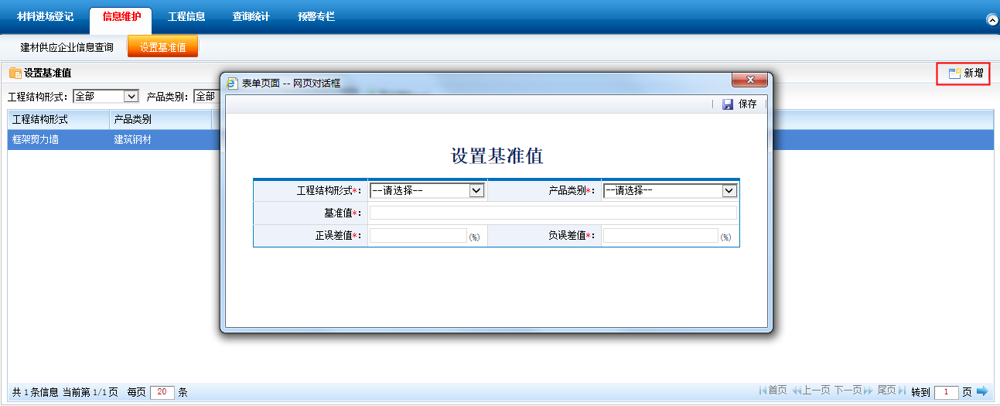 材料进场登记 信息维护 工程信息 查询统计 预警专栏
建材供应企业信息查询 设置基准值
设置基准值 新增
工程结构形式: 全部 产品类别: 全部
工程结构形式 产品类别
框架剪力墙 建筑钢材
表单页面 -- 网页对话框
保存
设置基准值
工程结构形式*: --请选择-- 产品类别*: --请选择--
基准值*:
正误差值*: (%) 负误差值*: (%)
共 1 条信息 当前第 1/1 页 每页 20 条 首页 上一页 下一页 尾页 转到 1 页